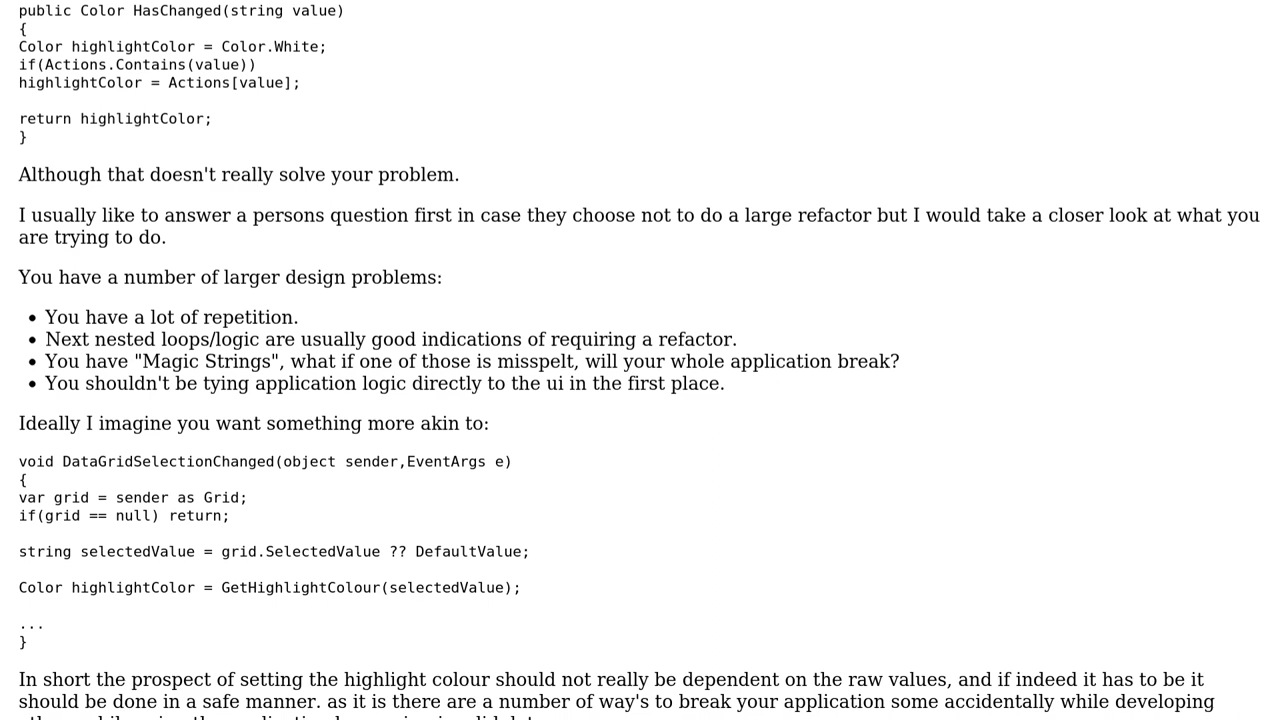 public Color HasChanged(string value)
{
Color highlightColor = Color.White;
if(Actions.Contains(value))
highlightColor = Actions[value];
return highlightColor;
}
Although that doesn't really solve your problem.
I usually like to answer a persons question first in case they choose not to do a large refactor but I would take a closer look at what you
are trying to do.
You have a number of larger design problems:
• You have a lot of repetition.
• Next nested loops/logic are usually good indications of requiring a refactor.
• You have "Magic Strings", what if one of those is misspelt, will your whole application break?
• You shouldn't be tying application logic directly to the ui in the first place.
Ideally I imagine you want something more akin to:
void DataGridSelectionChanged(object sender,EventArgs e)
{
var grid = sender as Grid;
if(grid == null) return;
string selectedValue = grid.SelectedValue ?? DefaultValue;
Color highlightColor = GetHighlightColour(selectedValue);
...
}
In short the prospect of setting the highlight colour should not really be dependent on the raw values, and if indeed it has to be it
should be done in a safe manner. as it is there are a number of way's to break your application some accidentally while developing